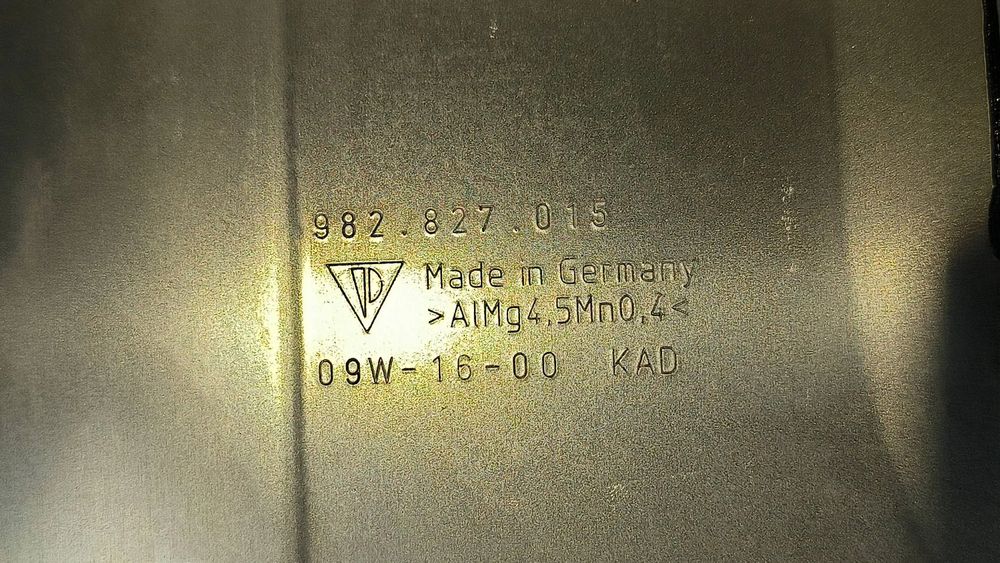 982.827.015
Made in Germany
>AlMg4,5Mn0,4<
09W-16-00 KAD